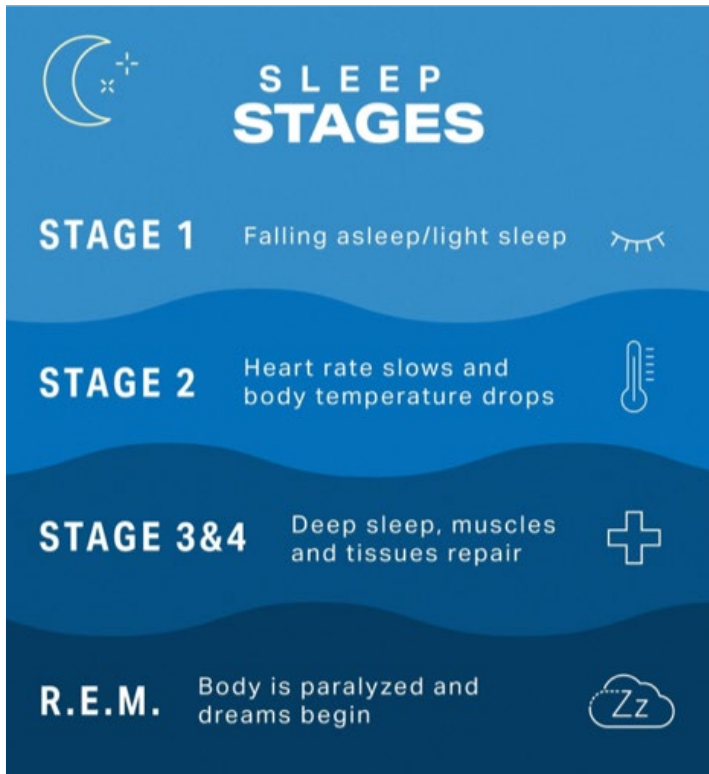 SLEEP
STAGES
STAGE 1
Falling asleep/light sleep
STAGE 2
Heart rate slows and
body temperature drops
STAGE 3&4
Deep sleep, muscles
and tissues repair
R.E.M.
Body is paralyzed and
dreams begin
Zz